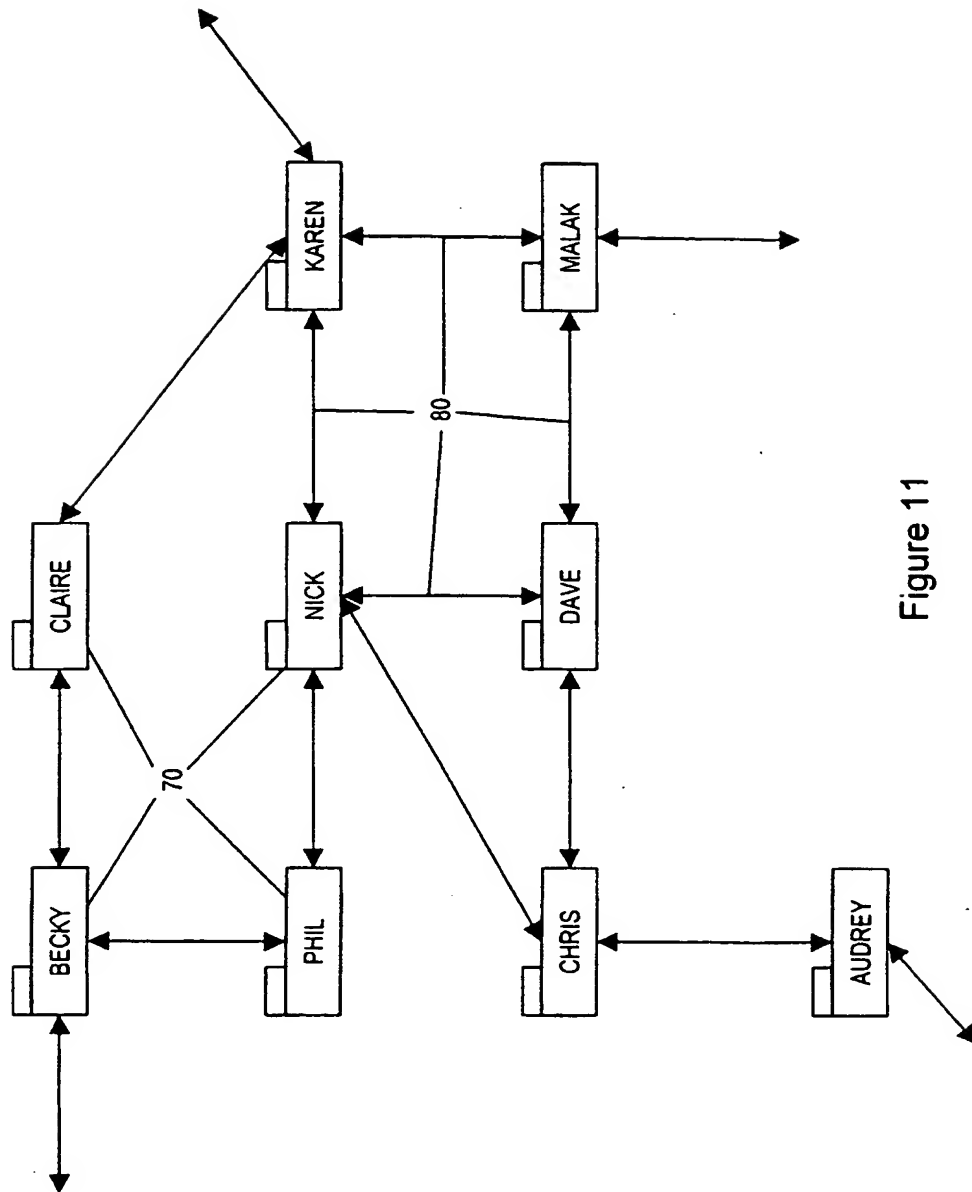 BECKY
CLAIRE
70
PHIL
NICK
KAREN
80
CHRIS
DAVE
MALAK
AUDREY
Figure 11